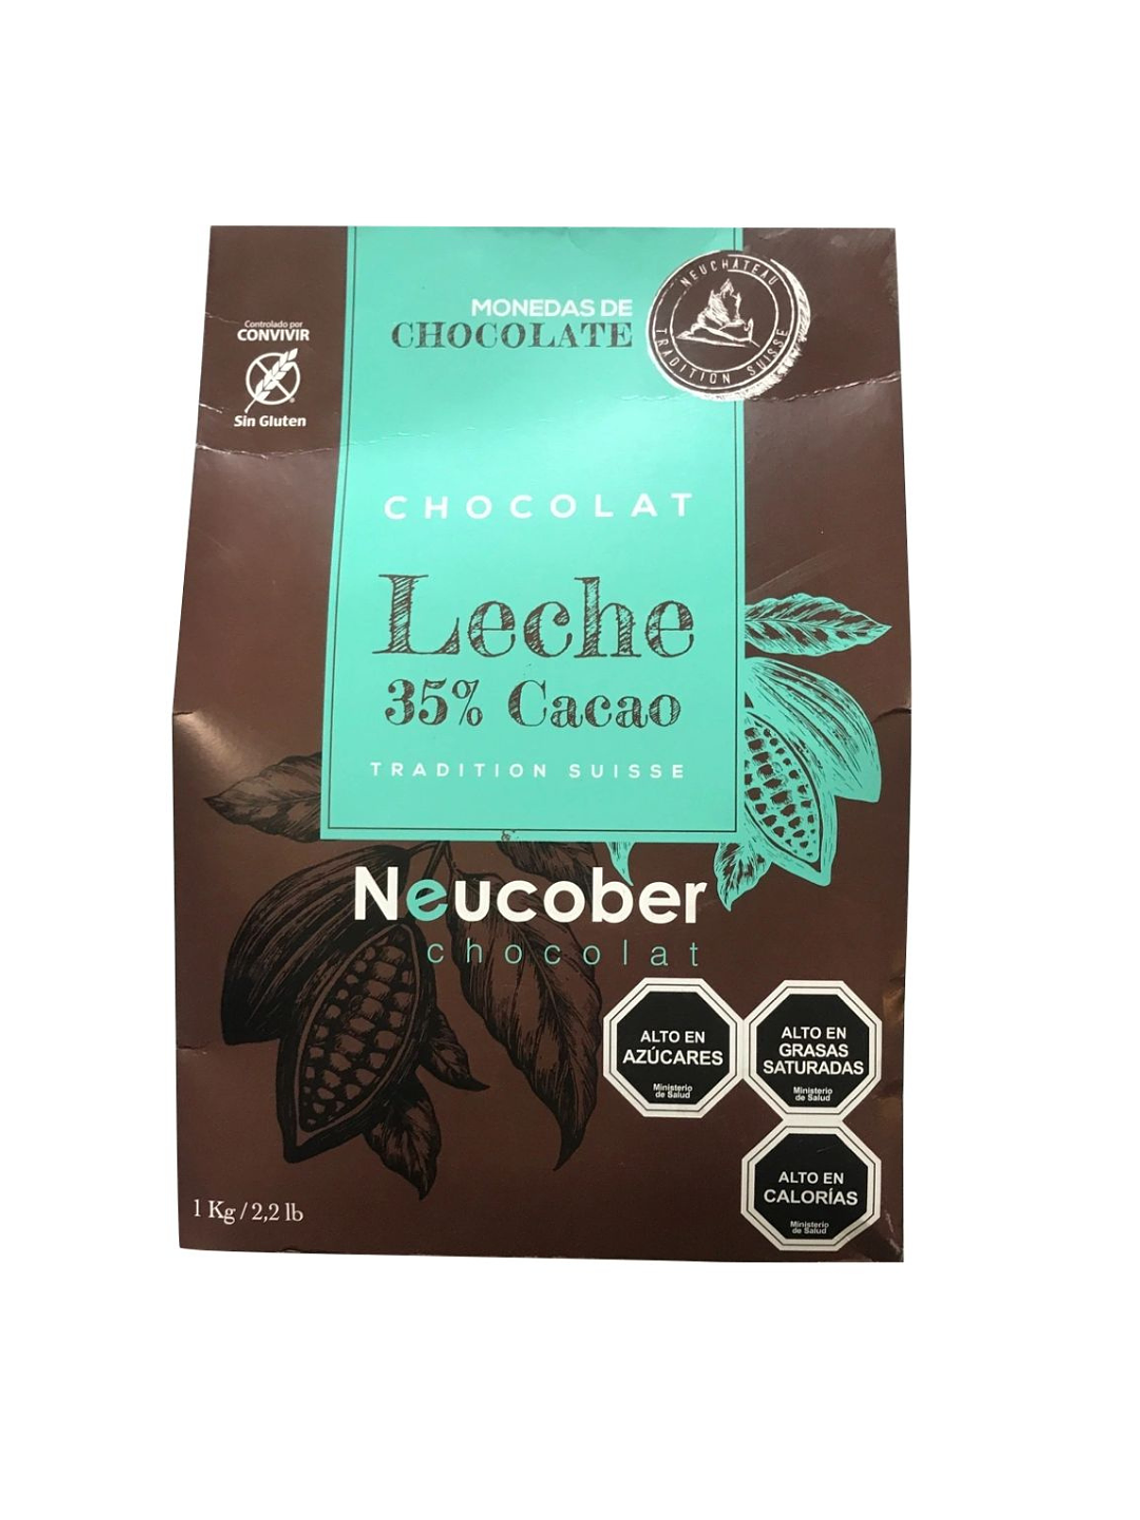 MONEDAS DE
CHOCOLATE
NEUCHATEAU
TRADITION SUISSE
Controlado por
CONVIVIR
Sin Gluten
CHOCOLAT
Leche
35% Cacao
TRADITION SUISSE
Neucober
chocolat
ALTO EN
AZÚCARES
Ministerio
de Salud
ALTO EN
GRASAS
SATURADAS
Ministerio
de Salud
ALTO EN
CALORÍAS
Ministerio
de Salud
1 Kg / 2,2 lb